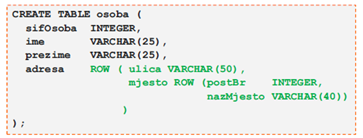 CREATE TABLE osoba (
sifOsoba INTEGER,
ime VARCHAR(25),
prezime VARCHAR(25),
adresa ROW ( ulica VARCHAR(50),
mjesto ROW (postBr INTEGER,
nazMjesto VARCHAR(40))
)
);